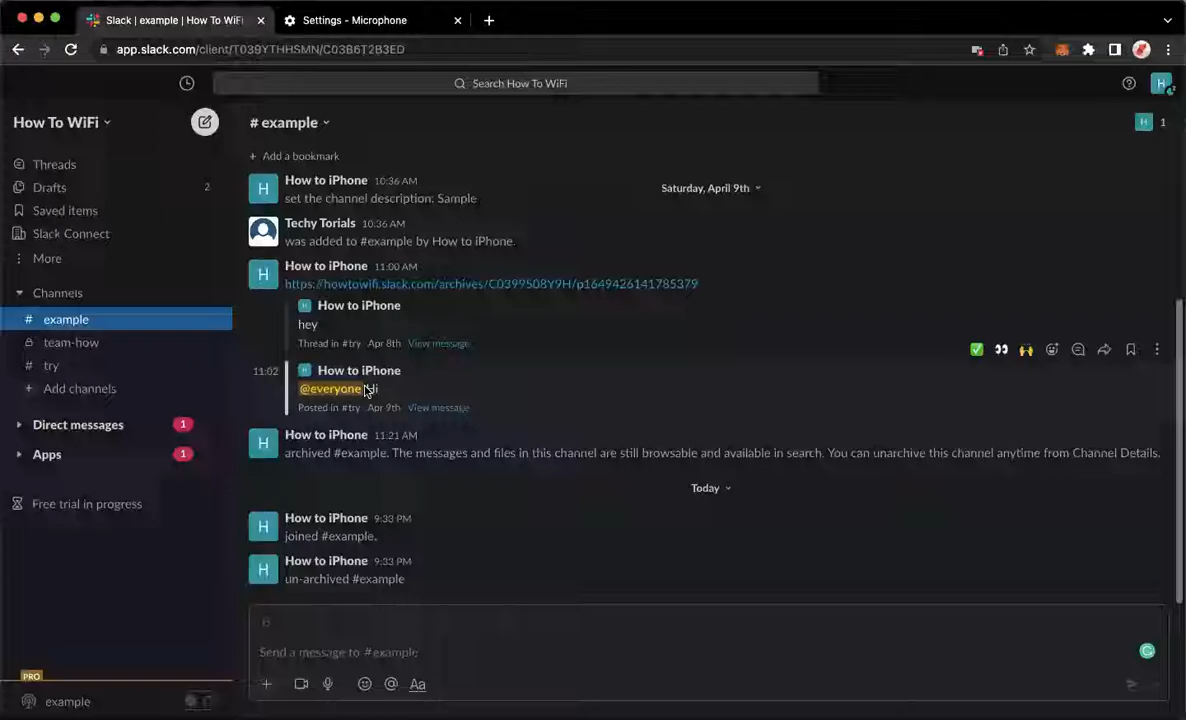 Slack | example | How To WiFi
Settings - Microphone
app.slack.com/client/T039YTHHSMN/C03B6T2B3ED
Search How To WiFi
H
How To WiFi
# example
H 1
Threads
Drafts 2
Saved items
Slack Connect
More
Channels
# example
team-how
# try
+ Add channels
Direct messages 1
Apps 1
Free trial in progress
PRO
example
+ Add a bookmark
Saturday, April 9th
H How to iPhone 10:36 AM
set the channel description: Sample
Techy Torials 10:36 AM
was added to #example by How to iPhone.
H How to iPhone 11:00 AM
https://howtowifi.slack.com/archives/C0399508Y9H/p1649426141785379
H How to iPhone
hey
Thread in #try Apr 8th View message
11:02 H How to iPhone
@everyone Hi
Posted in #try Apr 9th View message
H How to iPhone 11:21 AM
archived #example. The messages and files in this channel are still browsable and available in search. You can unarchive this channel anytime from Channel Details.
Today
H How to iPhone 9:33 PM
joined #example.
H How to iPhone 9:33 PM
un-archived #example
B
Send a message to #example
Aa